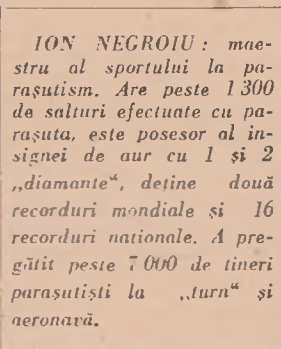 ION NEGROIU : mae-
stru al sportului la pa-
rașutism. Are peste 1 300
de salturi efectuate cu pa-
rașuta, este posesor al in-
signei de aur cu 1 și 2
„diamante“, deține două
recorduri mondiale și 16
recorduri naționale. A pre-
gătit peste 7 000 de tineri
parașutiști la „turn“ și
aeronavă.